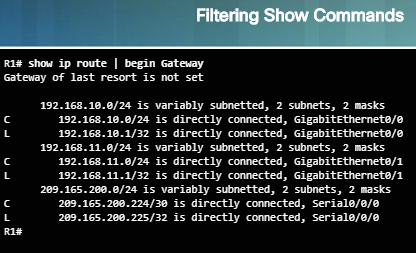 Filtering Show Commands
R1# show ip route | begin Gateway
Gateway of last resort is not set
192.168.10.0/24 is variably subnetted, 2 subnets, 2 masks
C 192.168.10.0/24 is directly connected, GigabitEthernet0/0
L 192.168.10.1/32 is directly connected, GigabitEthernet0/0
192.168.11.0/24 is variably subnetted, 2 subnets, 2 masks
C 192.168.11.0/24 is directly connected, GigabitEthernet0/1
L 192.168.11.1/32 is directly connected, GigabitEthernet0/1
209.165.200.0/24 is variably subnetted, 2 subnets, 2 masks
C 209.165.200.224/30 is directly connected, Serial0/0/0
L 209.165.200.225/32 is directly connected, Serial0/0/0
R1#